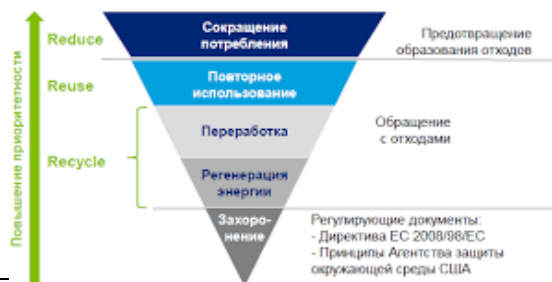 Повышение приоритетности
Reduce
Сокращение
потребления
Предотвращение
образования отходов
Reuse
Повторное
использование
Recycle
Переработка
Обращение
с отходами
Регенерация
энергии
Захоро-
нение
Регулирующие документы:
- Директива ЕС 2008/98/ЕС
- Принципы Агентства защиты
окружающей среды США